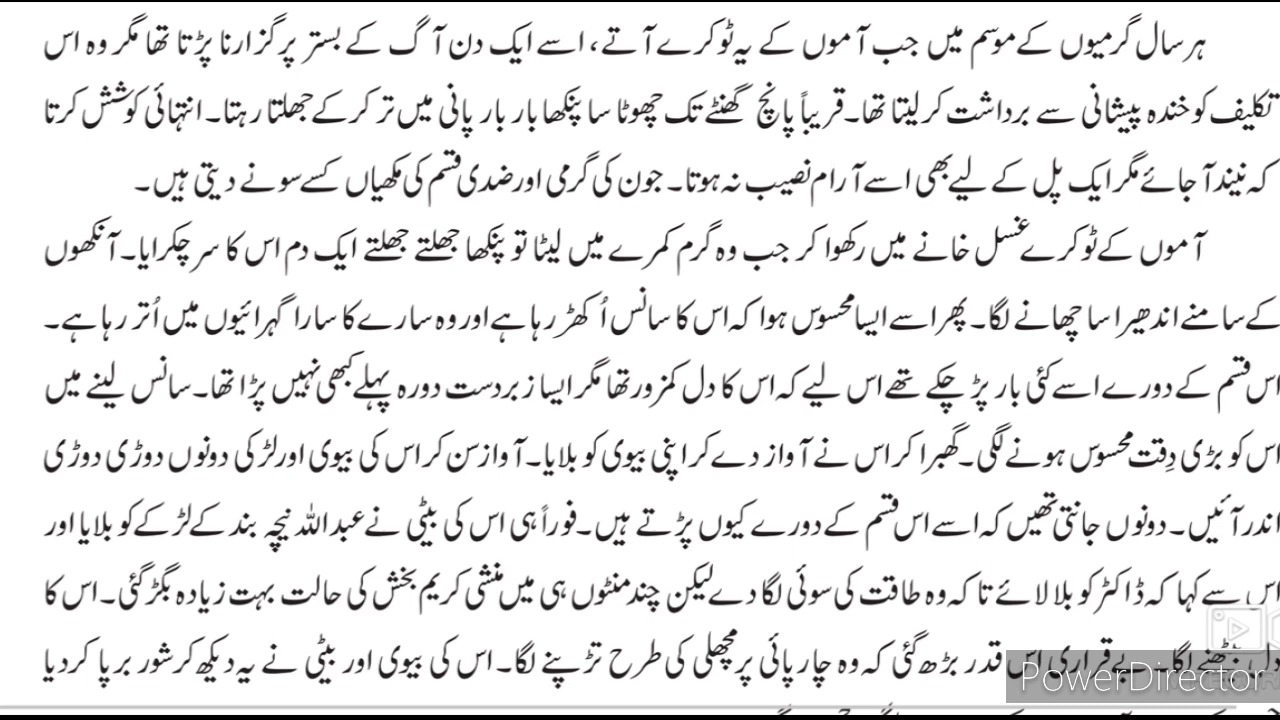 ہر سال گرمیوں کے موسم میں جب آموں کے یہ ٹوکرے آتے، اسے ایک دن آگ کے بستر پر گزارنا پڑتا تھا مگر وہ اس
تکلیف کو خندہ پیشانی سے برداشت کر لیتا تھا۔ قریباً پانچ گھنٹے تک چھوٹا سا پنکھا بار بار پانی میں تر کر کے جھلتا رہتا۔ انتہائی کوشش کرتا
کہ نیند آ جائے مگر ایک پل کے لیے بھی اسے آرام نصیب نہ ہوتا۔ جون کی گرمی اور ضدی قسم کی مکھیاں کسے سونے دیتی ہیں۔
آموں کے ٹوکرے غسل خانے میں رکھوا کر جب وہ گرم کمرے میں لیٹا تو پنکھا جھلتے جھلتے ایک دم اس کا سر چکرایا۔ آنکھوں
کے سامنے اندھیرا سا چھانے لگا۔ پھر اسے ایسا محسوس ہوا کہ اس کا سانس اُکھڑ رہا ہے اور وہ سارے کا سارا گہرائیوں میں اُتر رہا ہے۔
اس قسم کے دورے اسے کئی بار پڑ چکے تھے اس لیے کہ اس کا دل کمزور تھا مگر ایسا زبردست دورہ پہلے کبھی نہیں پڑا تھا۔ سانس لینے میں
اس کو بڑی دِقت محسوس ہونے لگی۔ گھبرا کر اس نے آواز دے کر اپنی بیوی کو بلایا۔ آواز سن کر اس کی بیوی اور لڑکی دونوں دوڑی دوڑی
اندر آئیں۔ دونوں جانتی تھیں کہ اسے اس قسم کے دورے کیوں پڑتے ہیں۔ فوراً ہی اس کی بیٹی نے عبداللہ نیچہ بند کے لڑکے کو بلایا اور
اس سے کہا کہ ڈاکٹر کو بلا لائے تا کہ وہ طاقت کی سوئی لگا دے لیکن چند منٹوں ہی میں منشی کریم بخش کی حالت بہت زیادہ بگڑ گئی۔ اس کا
دل لگا۔ بے قراری اس قدر بڑھ گئی کہ وہ چارپائی پر مچھلی کی طرح تڑپنے لگا۔ اس کی بیوی اور بیٹی نے یہ دیکھ کر شور برپا کر دیا
PowerDirector